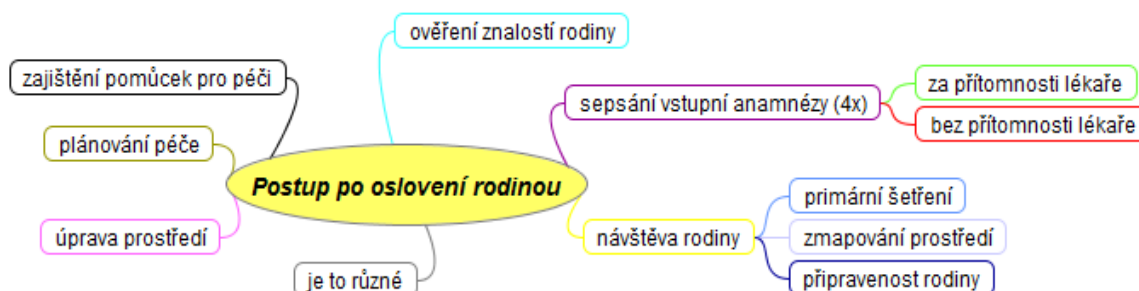 ověření znalostí rodiny
zajištění pomůcek pro péči
za přítomnosti lékaře
sepsání vstupní anamnézy (4x)
bez přítomnosti lékaře
plánování péče
Postup po oslovení rodinou
primární šetření
úprava prostředí
návštěva rodiny
zmapování prostředí
je to různé
připravenost rodiny